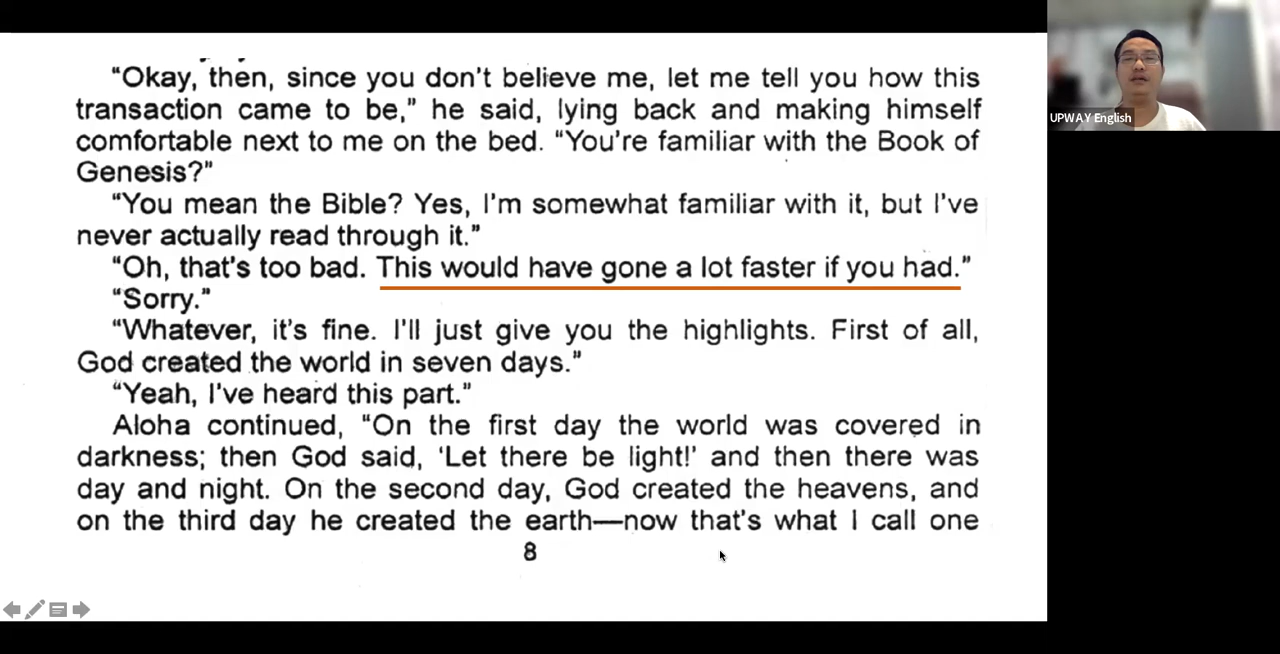 “Okay, then, since you don't believe me, let me tell you how this
transaction came to be,” he said, lying back and making himself
comfortable next to me on the bed. “You're familiar with the Book of
Genesis?”
“You mean the Bible? Yes, I'm somewhat familiar with it, but I've
never actually read through it.”
“Oh, that's too bad. This would have gone a lot faster if you had.”
“Sorry.”
“Whatever, it's fine. I'll just give you the highlights. First of all,
God created the world in seven days.”
“Yeah, I've heard this part.”
Aloha continued, “On the first day the world was covered in
darkness; then God said, ‘Let there be light!’ and then there was
day and night. On the second day, God created the heavens, and
on the third day he created the earth—now that's what I call one
8
UPWAY English